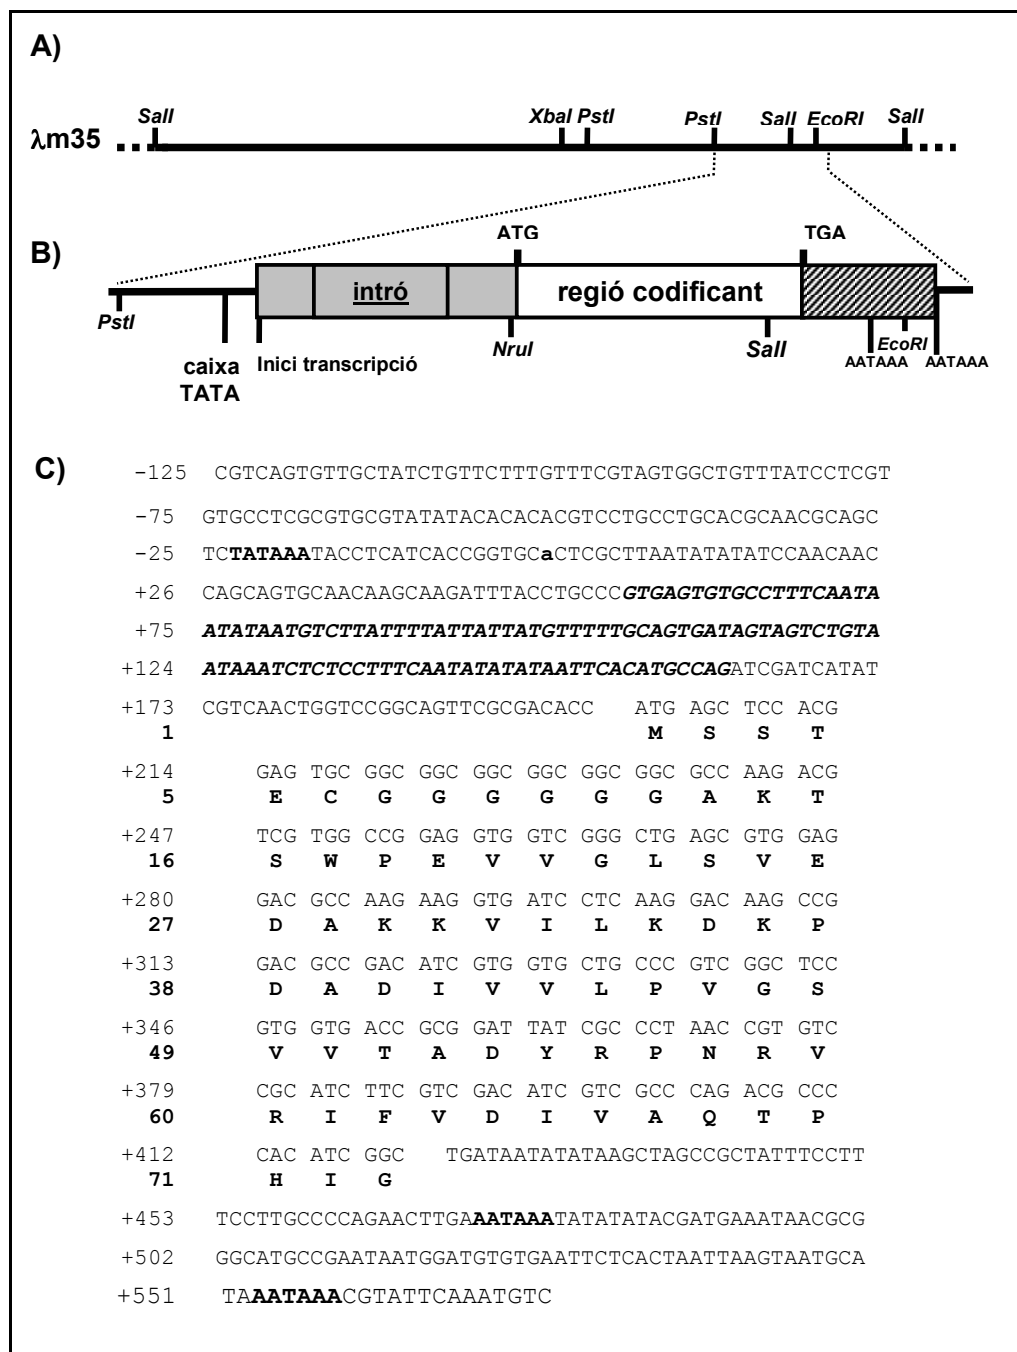 A)
SalI XbaI PstI PstI SalI EcoRI SalI
λm35
B)
ATG TGA
intró regió codificant
PstI NruI SalI EcoRI
caixa Inici transcripció AATAAA AATAAA
TATA
C)
-125 CGTCAGTGTTGCTATCTGTTCTTTGTTTCGTAGTGGCTGTTTATCCTCGT
-75 GTGCCTCGCGTGCGTATATACACACACGTCCTGCCTGCACGCAACGCAGC
-25 TCTATAAATACCTCATCACCGGTGCaCTCGCTTAATATATATCCAACAAC
+26 CAGCAGTGCAACAAGCAAGATTTACCTGCCCGTGAGTGTGCCTTTCAATA
+75 ATATAATGTCTTATTTTATTATTATGTTTTTGCAGTGATAGTAGTCTGTA
+124 ATAAATCTCTCCTTTCAATATATATAATTCACATGCCAGATCGATCATAT
+173 CGTCAACTGGTCCGGCAGTTCGCGACACC ATG AGC TCC ACG
1 M S S T
+214 GAG TGC GGC GGC GGC GGC GGC GGC GCC AAG ACG
5 E C G G G G G G A K T
+247 TCG TGG CCG GAG GTG GTC GGG CTG AGC GTG GAG
16 S W P E V V G L S V E
+280 GAC GCC AAG AAG GTG ATC CTC AAG GAC AAG CCG
27 D A K K V I L K D K P
+313 GAC GCC GAC ATC GTG GTG CTG CCC GTC GGC TCC
38 D A D I V V L P V G S
+346 GTG GTG ACC GCG GAT TAT CGC CCT AAC CGT GTC
49 V V T A D Y R P N R V
+379 CGC ATC TTC GTC GAC ATC GTC GCC CAG ACG CCC
60 R I F V D I V A Q T P
+412 CAC ATC GGC TGATAATATATAAGCTAGCCGCTATTTCCTT
71 H I G
+453 TCCTTGCCCCAGAACTTGAAATAAATATATATACGATGAAATAACGCG
+502 GGCATGCCGAATAATGGATGTGTGAATTCTCACTAATTAAGTAATGCA
+551 TAAATAAACGTATTCAAATGTC